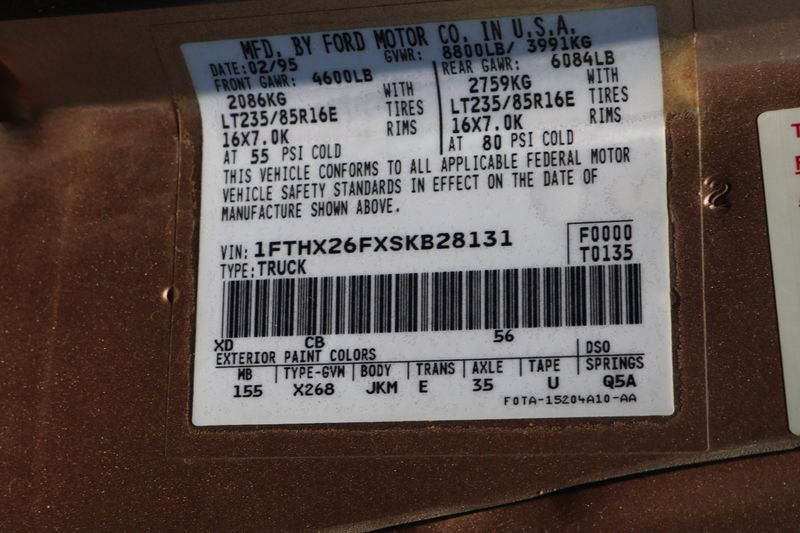 MFD. BY FORD MOTOR CO. IN U.S.A.
DATE: 02/95 GVWR: 8800LB/ 3991KG
FRONT GAWR: 4600LB REAR GAWR: 6084LB
2086KG WITH 2759KG WITH
LT235/85R16E TIRES LT235/85R16E TIRES
16X7.0K RIMS 16X7.0K RIMS
AT 55 PSI COLD AT 80 PSI COLD
THIS VEHICLE CONFORMS TO ALL APPLICABLE FEDERAL MOTOR
VEHICLE SAFETY STANDARDS IN EFFECT ON THE DATE OF
MANUFACTURE SHOWN ABOVE.
VIN: 1FTHX26FXSKB28131 F0000
TYPE: TRUCK T0135
XD CB 56
EXTERIOR PAINT COLORS DSO
WB TYPE-GVW BODY TRANS AXLE TAPE SPRINGS
155 X268 JKM E 35 U Q5A
F0TA-15204A10-AA